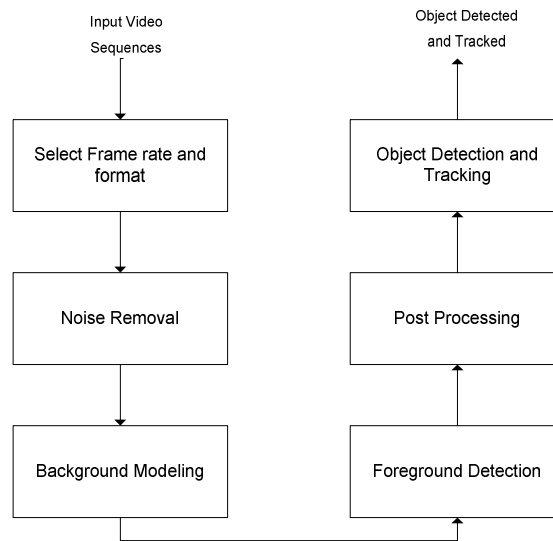 Input Video
Sequences
Select Frame rate and
format
Noise Removal
Background Modeling
Foreground Detection
Post Processing
Object Detection and
Tracking
Object Detected
and Tracked